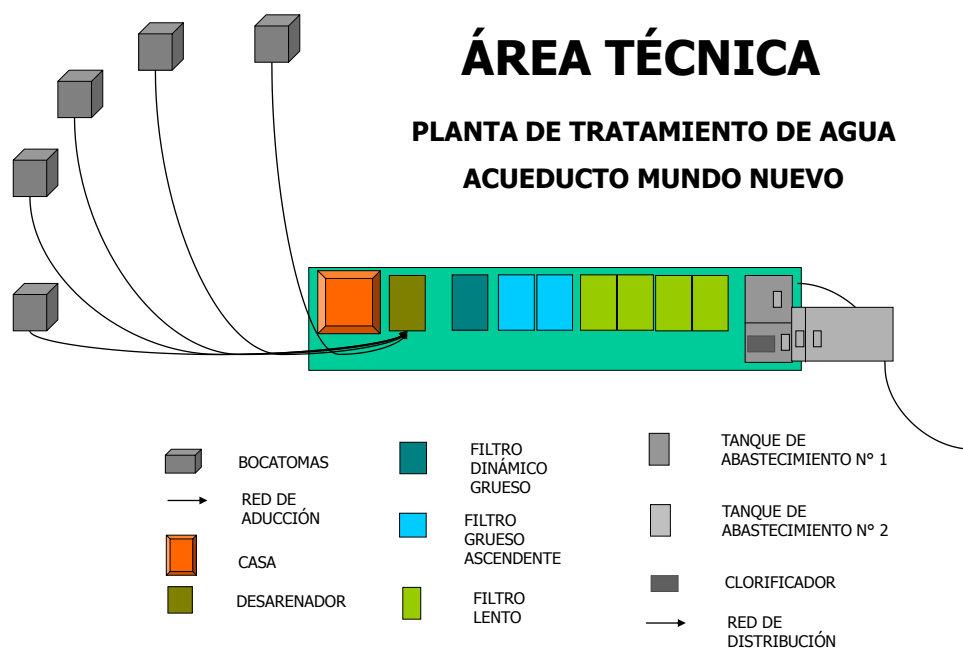 ÁREA TÉCNICA
PLANTA DE TRATAMIENTO DE AGUA
ACUEDUCTO MUNDO NUEVO
BOCATOMAS
RED DE
ADUCCIÓN
CASA
DESARENADOR
FILTRO
DINÁMICO
GRUESO
FILTRO
GRUESO
ASCENDENTE
FILTRO
LENTO
TANQUE DE
ABASTECIMIENTO N° 1
TANQUE DE
ABASTECIMIENTO N° 2
CLORIFICADOR
RED DE
DISTRIBUCIÓN